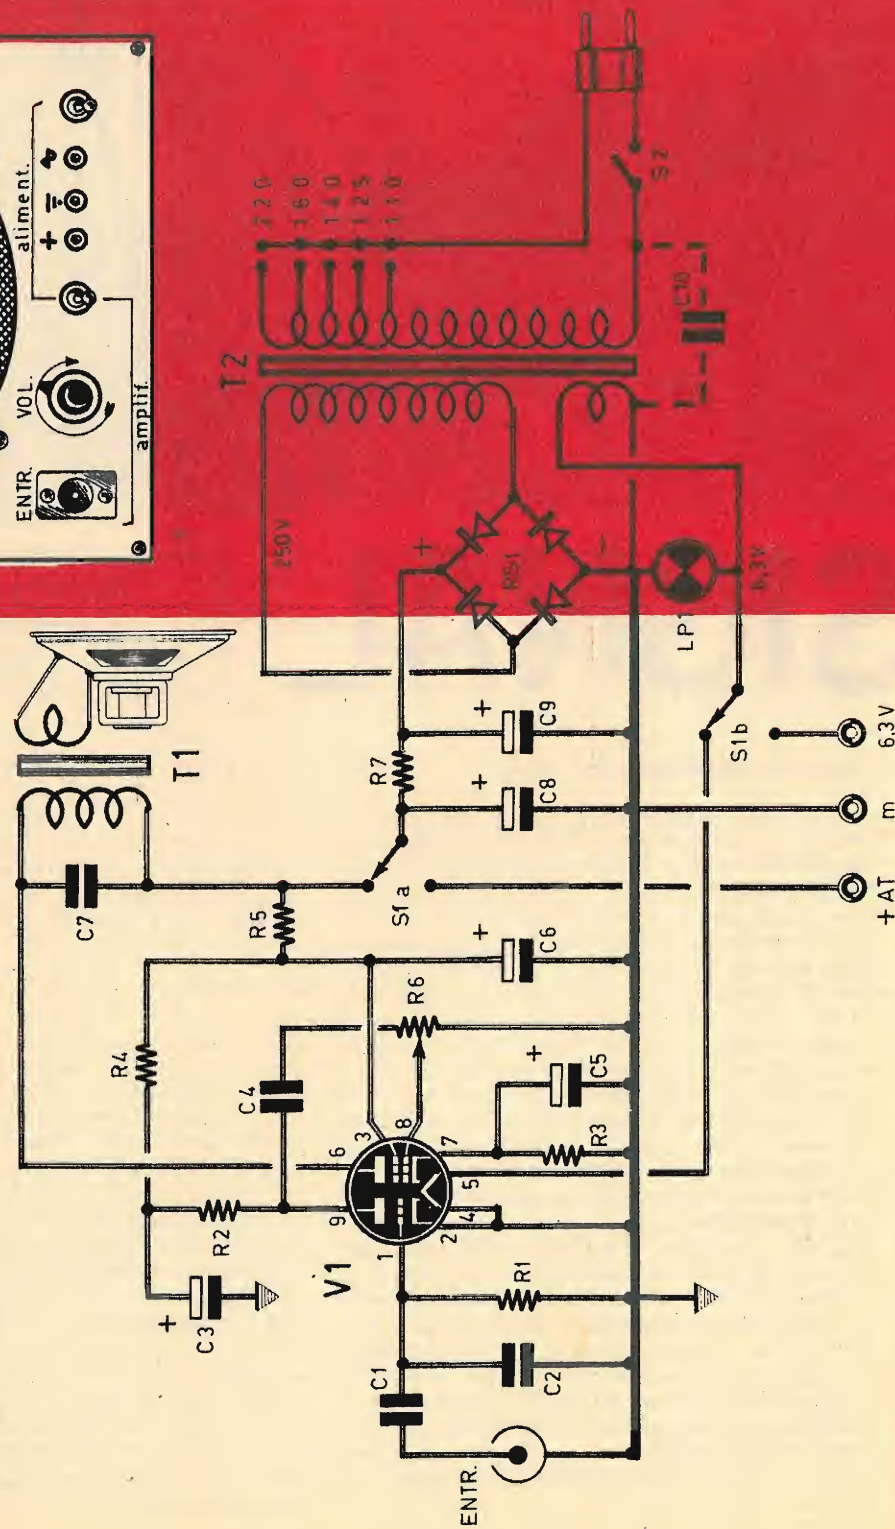 ENTR.
VOL.
amplif.
aliment.
+
T2
220
160
140
125
110
S2
C10
250V
+
RS1
-
LP1
6,3V
T1
C7
R5
R4
R7
S1a
+
C9
+
C8
+
C6
R6
C4
R2
+
C3
V1
6
3
8
7
5
4
2
1
9
+
C5
R3
R1
C1
C2
ENTR.
S1b
+AT
m
6,3V